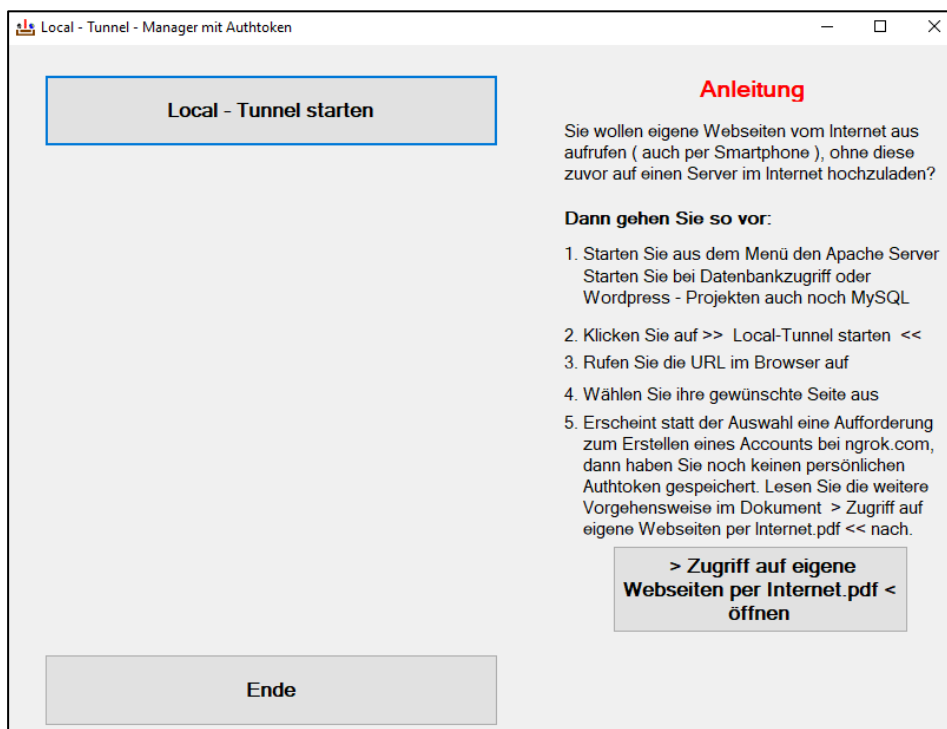 Local - Tunnel - Manager mit Authtoken
Local - Tunnel starten
Anleitung
Sie wollen eigene Webseiten vom Internet aus
aufrufen ( auch per Smartphone ), ohne diese
zuvor auf einen Server im Internet hochzuladen?
Dann gehen Sie so vor:
1. Starten Sie aus dem Menü den Apache Server
Starten Sie bei Datenbankzugriff oder
Wordpress - Projekten auch noch MySQL
2. Klicken Sie auf >> Local-Tunnel starten <<
3. Rufen Sie die URL im Browser auf
4. Wählen Sie ihre gewünschte Seite aus
5. Erscheint statt der Auswahl eine Aufforderung
zum Erstellen eines Accounts bei ngrok.com,
dann haben Sie noch keinen persönlichen
Authtoken gespeichert. Lesen Sie die weitere
Vorgehensweise im Dokument > Zugriff auf
eigene Webseiten per Internet.pdf << nach.
> Zugriff auf eigene
Webseiten per Internet.pdf <
öffnen
Ende